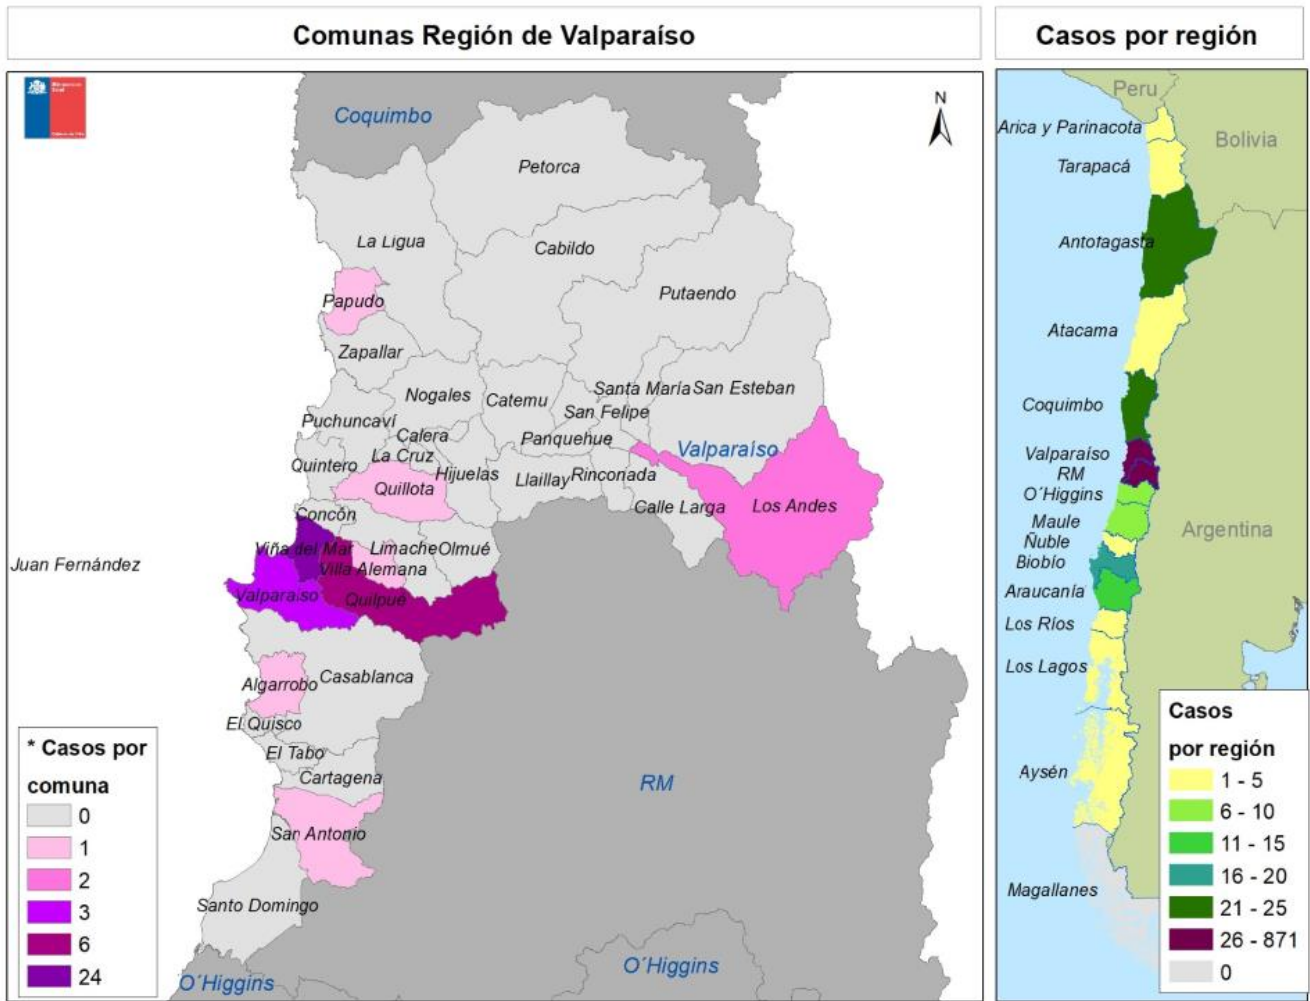 Comunas Región de Valparaíso
Coquimbo
N
Petorca
La Ligua
Cabildo
Putaendo
Papudo
Zapallar
Nogales
Catemu
Santa María
San Esteban
San Felipe
Puchuncaví
Calera
Panquehue
Valparaíso
La Cruz
Quintero
Hijuelas
Quillota
Llaillay
Rinconada
Calle Larga
Los Andes
Concón
Viña del Mar
Limache
Olmué
Juan Fernández
Villa Alemana
Valparaíso
Quilpué
Casablanca
Algarrobo
El Quisco
El Tabo
Cartagena
RM
San Antonio
Santo Domingo
O´Higgins
O´Higgins
* Casos por
comuna
0
1
2
3
6
24
Casos por región
Peru
Arica y Parinacota
Bolivia
Tarapacá
Antofagasta
Atacama
Coquimbo
Valparaíso
RM
O´Higgins
Maule
Argentina
Ñuble
Biobío
Araucanía
Los Ríos
Los Lagos
Aysén
Magallanes
Casos
por región
1 - 5
6 - 10
11 - 15
16 - 20
21 - 25
26 - 871
0